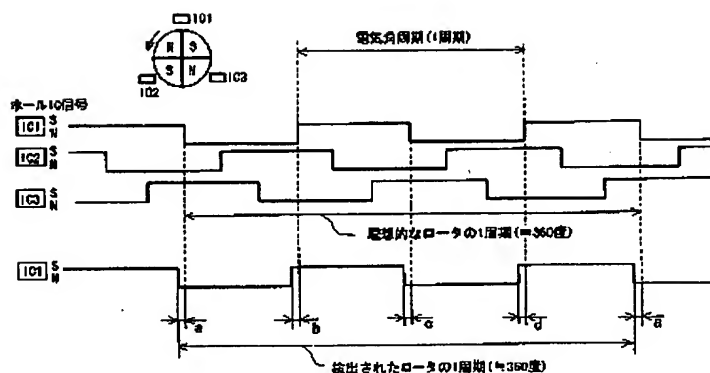 IC1
N S
S N
IC2
IC3
電気角周期(1周期)
ホールIC信号
IC1 S N
IC2 S N
IC3 S N
理想的なロータの1周期(=360度)
IC1 S N
a b c d a
検出されたロータの1周期(≒360度)